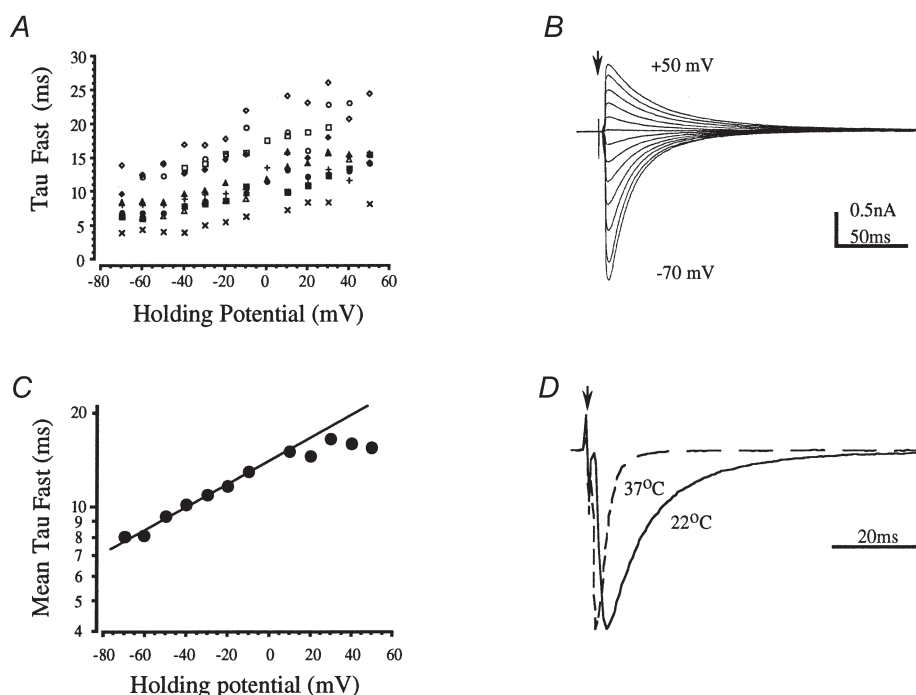 A
Tau Fast (ms)
30
25
20
15
10
5
0
-80 -60 -40 -20 0 20 40 60
Holding Potential (mV)
B
+50 mV
-70 mV
0.5nA
50ms
C
Mean Tau Fast (ms)
20
10
9
8
7
6
5
4
-80 -60 -40 -20 0 20 40 60
Holding potential (mV)
D
37°C
22°C
20ms